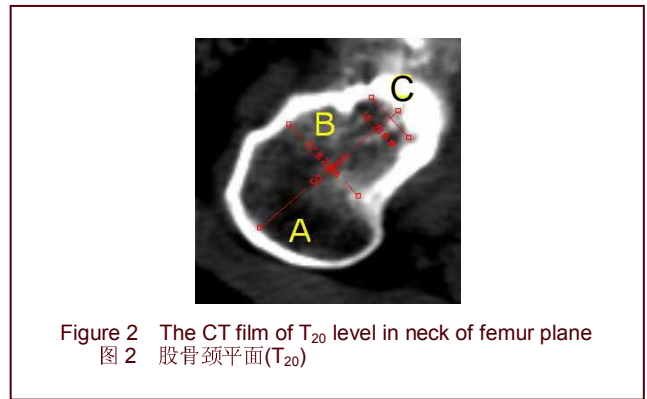 C
B
A
Figure 2 The CT film of T20 level in neck of femur plane
图 2 股骨颈平面(T20)